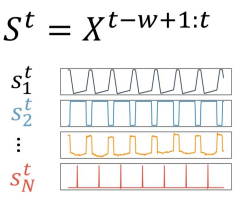 S^t = X^{t-w+1:t}
s_1^t
s_2^t
⋮
s_N^t